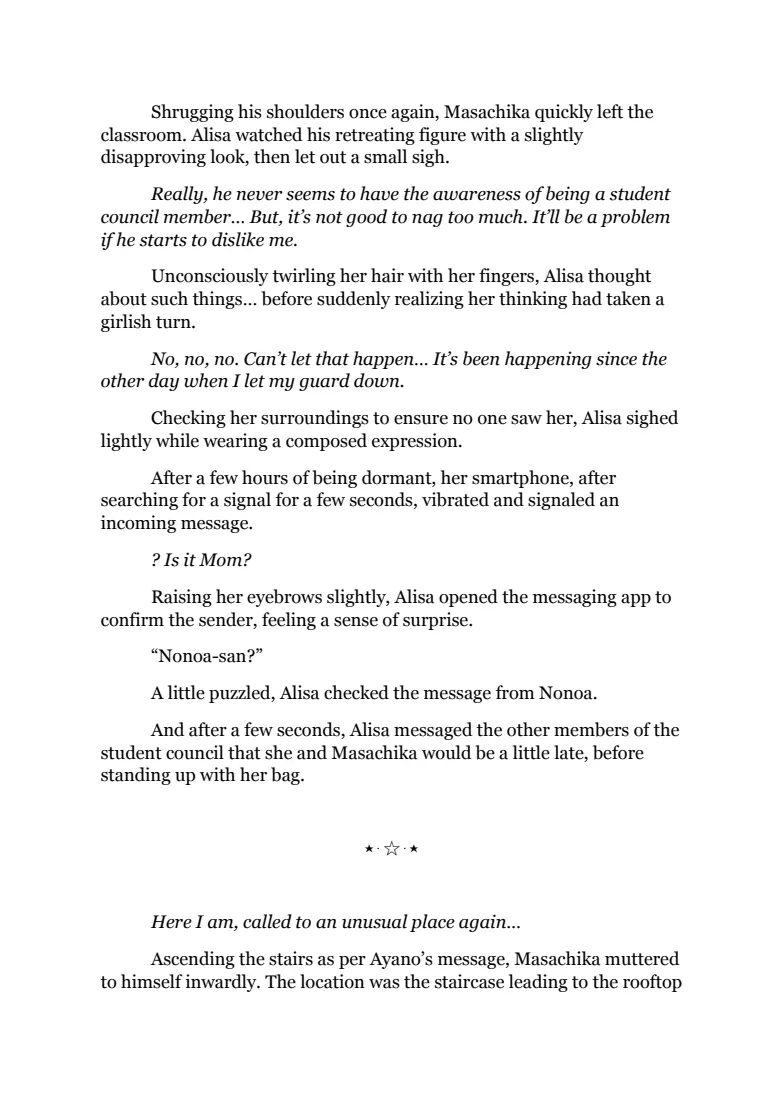 Shrugging his shoulders once again, Masachika quickly left the
classroom. Alisa watched his retreating figure with a slightly
disapproving look, then let out a small sigh.
Really, he never seems to have the awareness of being a student
council member... But, it's not good to nag too much. It'll be a problem
if he starts to dislike me.
Unconsciously twirling her hair with her fingers, Alisa thought
about such things... before suddenly realizing her thinking had taken a
girlish turn.
No, no, no. Can't let that happen... It's been happening since the
other day when I let my guard down.
Checking her surroundings to ensure no one saw her, Alisa sighed
lightly while wearing a composed expression.
After a few hours of being dormant, her smartphone, after
searching for a signal for a few seconds, vibrated and signaled an
incoming message.
? Is it Mom?
Raising her eyebrows slightly, Alisa opened the messaging app to
confirm the sender, feeling a sense of surprise.
“Nonoa-san?”
A little puzzled, Alisa checked the message from Nonoa.
And after a few seconds, Alisa messaged the other members of the
student council that she and Masachika would be a little late, before
standing up with her bag.
⋆·☆·⋆
Here I am, called to an unusual place again...
Ascending the stairs as per Ayano’s message, Masachika muttered
to himself inwardly. The location was the staircase leading to the rooftop